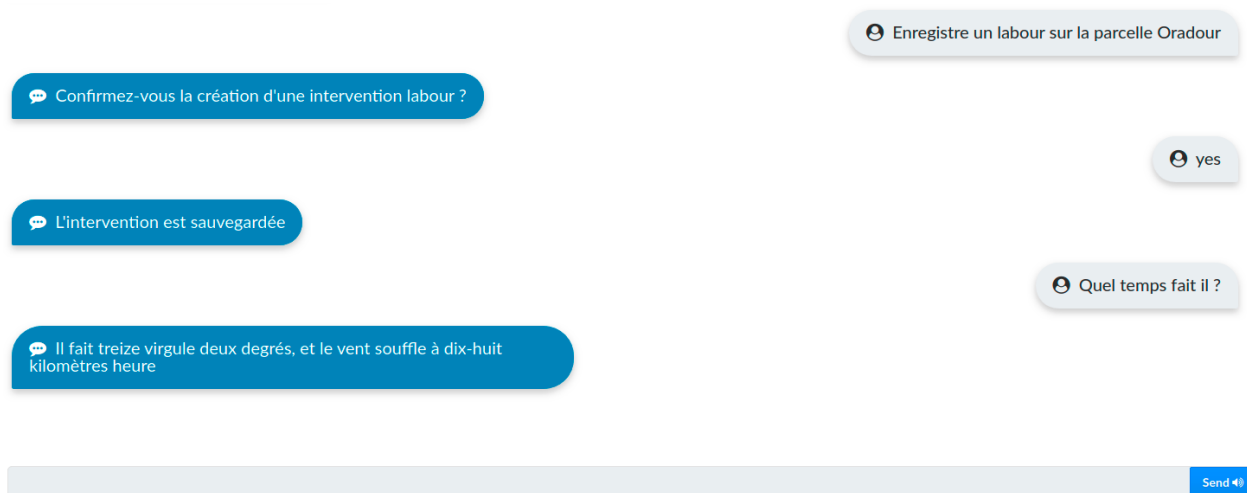 Enregistre un labour sur la parcelle Oradour
Confirmez-vous la création d'une intervention labour ?
yes
L'intervention est sauvegardée
Quel temps fait il ?
Il fait treize virgule deux degrés, et le vent souffle à dix-huit
kilomètres heure
Send